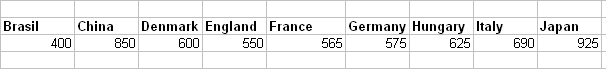 Brasil China Denmark England France Germany Hungary Italy Japan
400 850 600 550 565 575 625 690 925